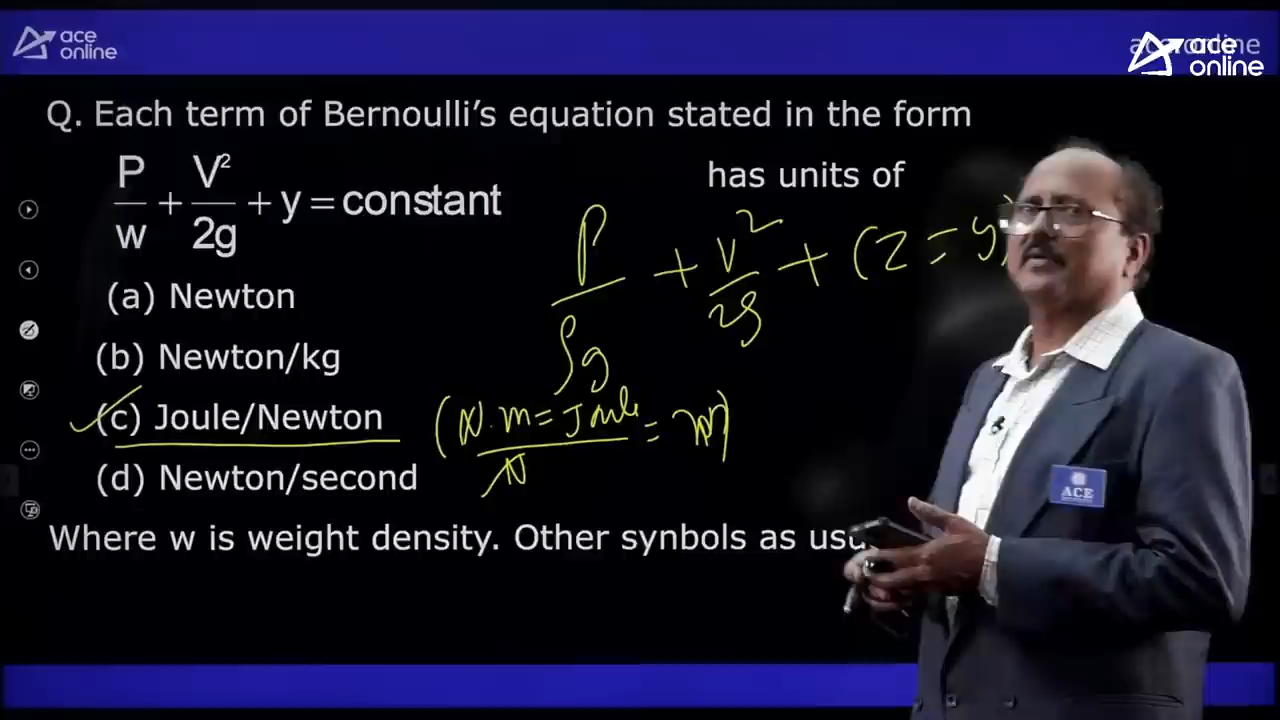 ace
online
ace
online
Q. Each term of Bernoulli's equation stated in the form
P/w + V²/2g + y = constant
has units of
P/ρg + V²/2g + (z = y)
(a) Newton
(b) Newton/kg
(c) Joule/Newton
(N.m = Joule/N = m)
(d) Newton/second
Where w is weight density. Other synbols as
ACE